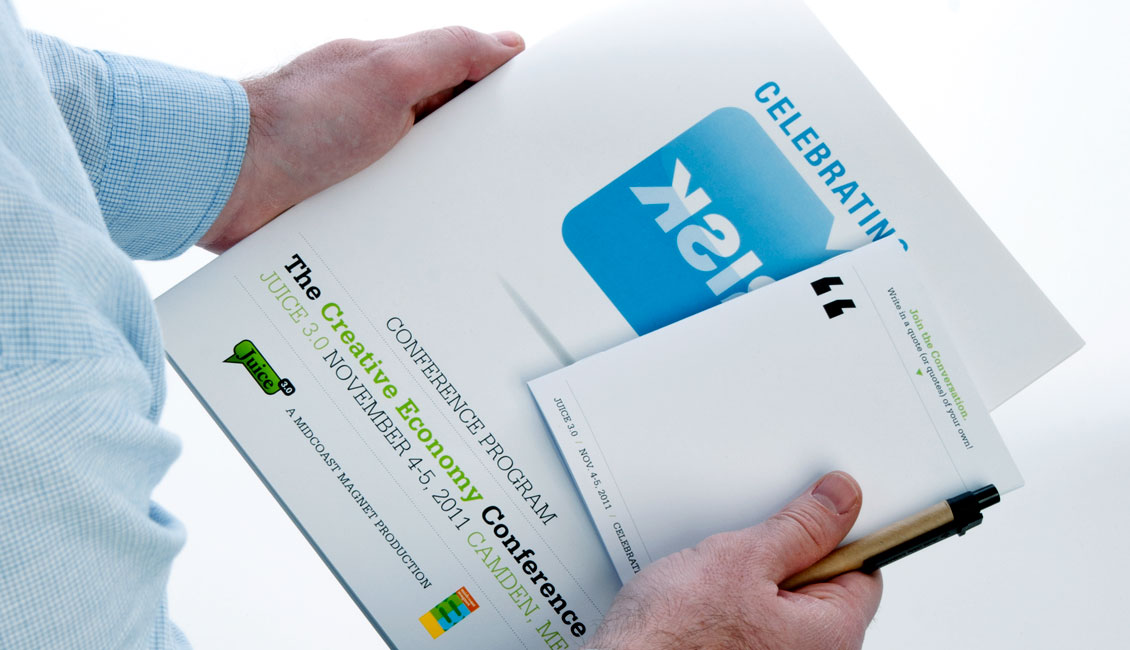 CELEBRATING
ISK
CONFERENCE PROGRAM
The Creative Economy Conference
JUICE 3.0 NOVEMBER 4-5, 2011 CAMDEN, ME
Juice 3.0
A MIDCOAST MAGNET PRODUCTION
“
Join the Conversation.
Write in a quote (or quotes) of your own!
JUICE 3.0 / NOV. 4-5, 2011 / CELEBRATI